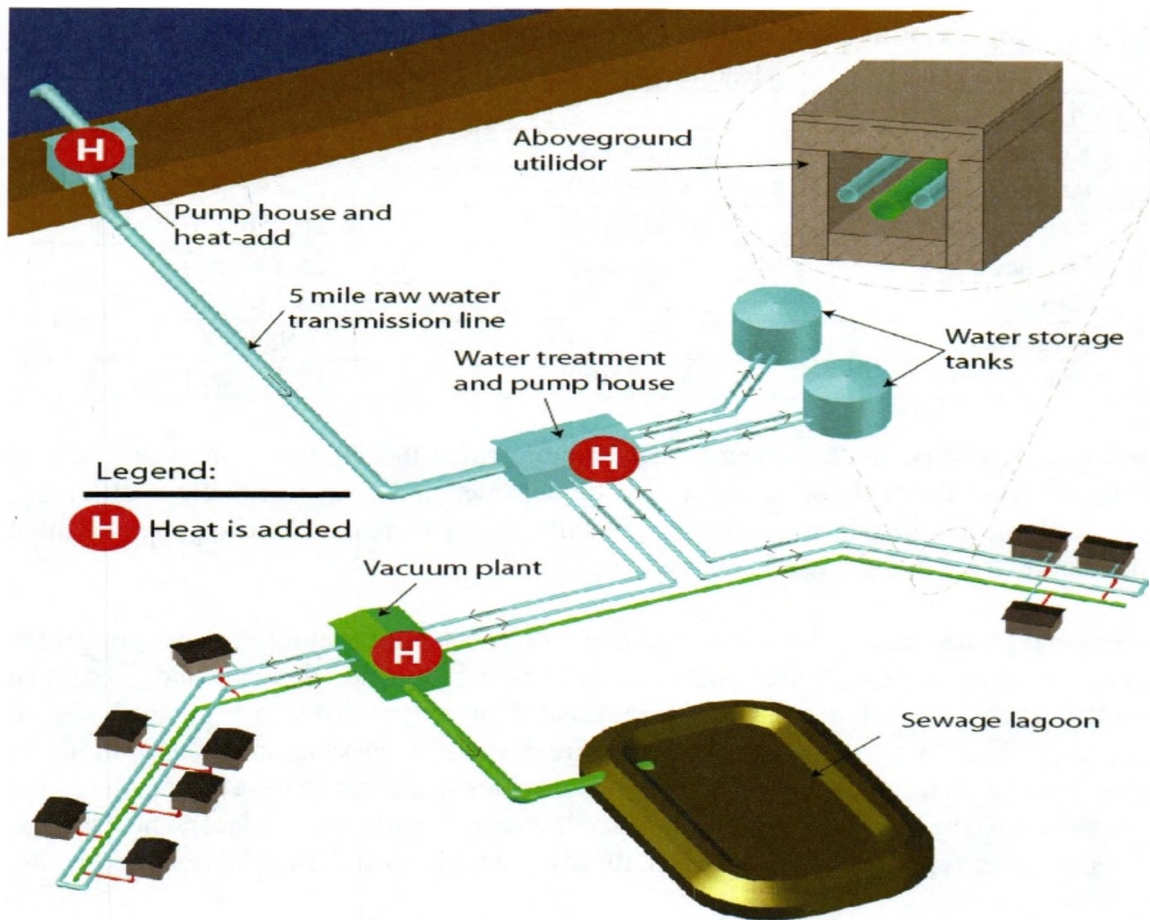 H
Pump house and
heat-add
5 mile raw water
transmission line
Aboveground
utilidor
Water treatment
and pump house
H
Water storage
tanks
Legend:
H Heat is added
Vacuum plant
H
Sewage lagoon